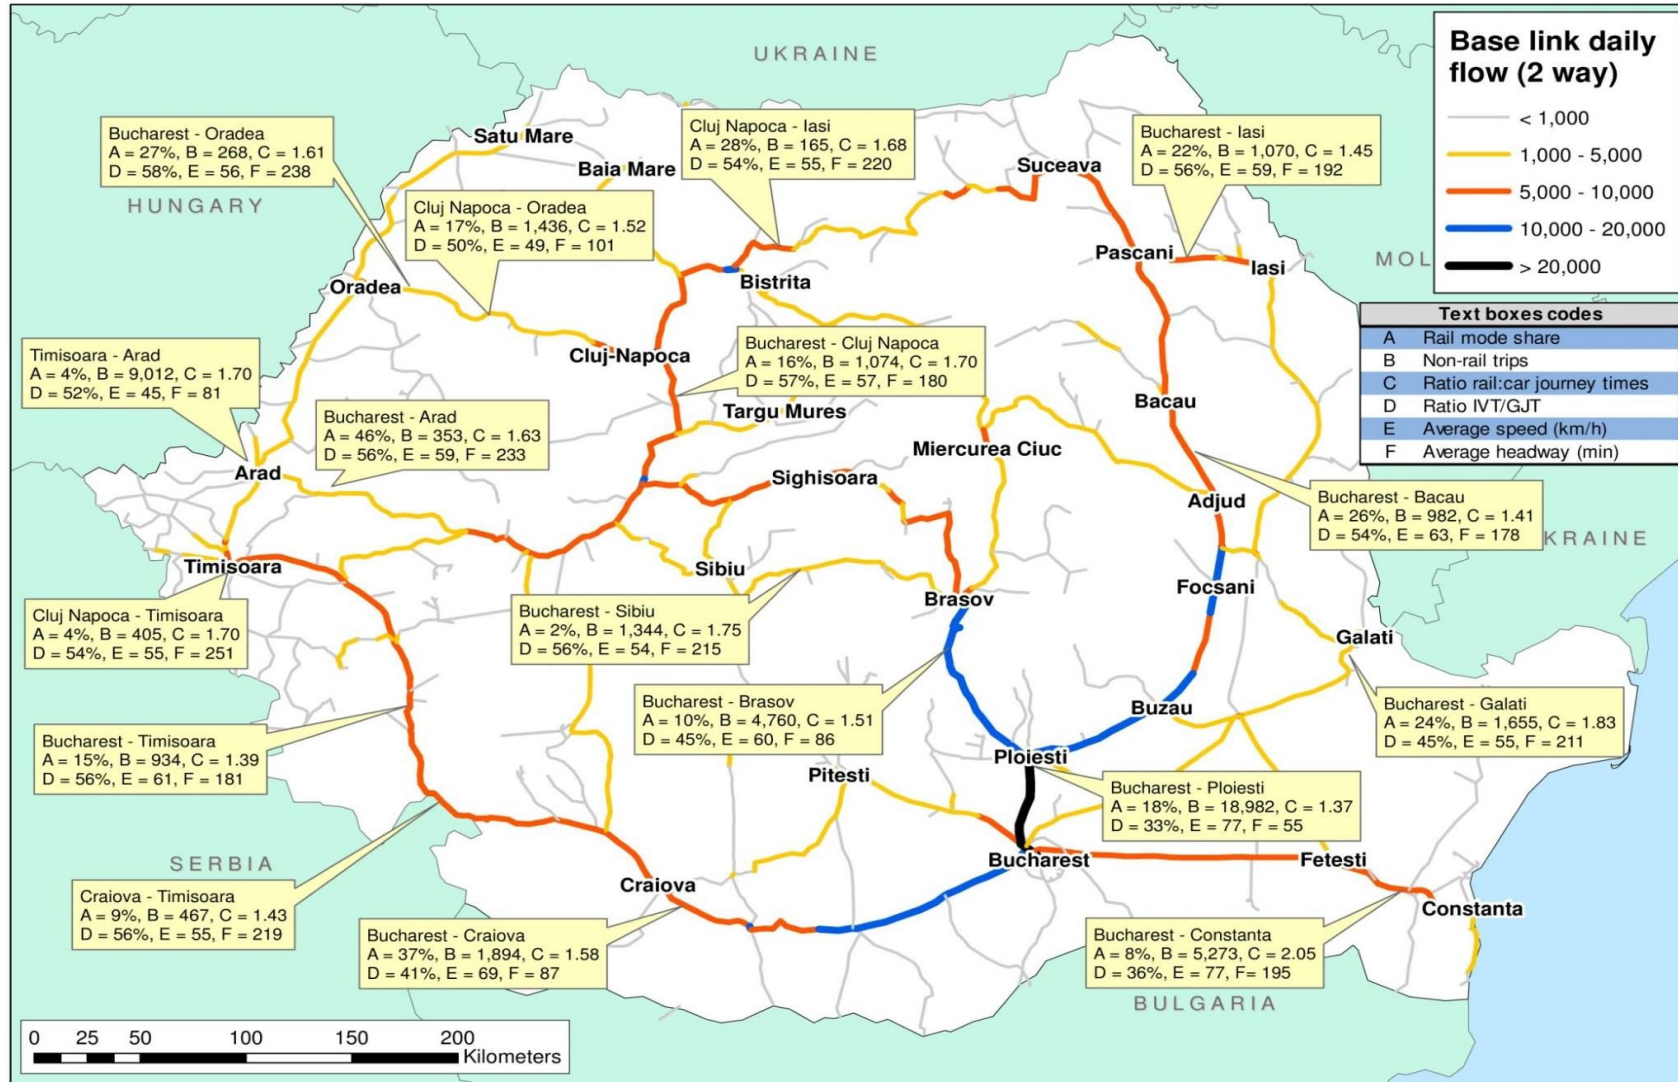 UKRAINE
Base link daily
flow (2 way)
< 1,000
1,000 - 5,000
5,000 - 10,000
10,000 - 20,000
> 20,000
Text boxes codes
A Rail mode share
B Non-rail trips
C Ratio rail:car journey times
D Ratio IVT/GJT
E Average speed (km/h)
F Average headway (min)
Bucharest - Oradea
A = 27%, B = 268, C = 1.61
D = 58%, E = 56, F = 238
Satu Mare
Baia Mare
Cluj Napoca - Iasi
A = 28%, B = 165, C = 1.68
D = 54%, E = 55, F = 220
Suceava
Bucharest - Iasi
A = 22%, B = 1,070, C = 1.45
D = 56%, E = 59, F = 192
HUNGARY
Cluj Napoca - Oradea
A = 17%, B = 1,436, C = 1.52
D = 50%, E = 49, F = 101
Pascani
Iasi
MOL
Oradea
Bistrita
Timisoara - Arad
A = 4%, B = 9,012, C = 1.70
D = 52%, E = 45, F = 81
Cluj-Napoca
Bucharest - Cluj Napoca
A = 16%, B = 1,074, C = 1.70
D = 57%, E = 57, F = 180
Bucharest - Arad
A = 46%, B = 353, C = 1.63
D = 56%, E = 59, F = 233
Targu Mures
Bacau
Miercurea Ciuc
Arad
Sighisoara
Adjud
Bucharest - Bacau
A = 26%, B = 982, C = 1.41
D = 54%, E = 63, F = 178
KRAINE
Timisoara
Sibiu
Focsani
Brasov
Cluj Napoca - Timisoara
A = 4%, B = 405, C = 1.70
D = 54%, E = 55, F = 251
Bucharest - Sibiu
A = 2%, B = 1,344, C = 1.75
D = 56%, E = 54, F = 215
Galati
Bucharest - Brasov
A = 10%, B = 4,760, C = 1.51
D = 45%, E = 60, F = 86
Buzau
Bucharest - Galati
A = 24%, B = 1,655, C = 1.83
D = 45%, E = 55, F = 211
Bucharest - Timisoara
A = 15%, B = 934, C = 1.39
D = 56%, E = 61, F = 181
Ploiesti
Pitesti
Bucharest - Ploiesti
A = 18%, B = 18,982, C = 1.37
D = 33%, E = 77, F = 55
SERBIA
Bucharest
Fetesti
Craiova
Constanta
Craiova - Timisoara
A = 9%, B = 467, C = 1.43
D = 56%, E = 55, F = 219
Bucharest - Craiova
A = 37%, B = 1,894, C = 1.58
D = 41%, E = 69, F = 87
Bucharest - Constanta
A = 8%, B = 5,273, C = 2.05
D = 36%, E = 77, F= 195
BULGARIA
0 25 50 100 150 200
Kilometers